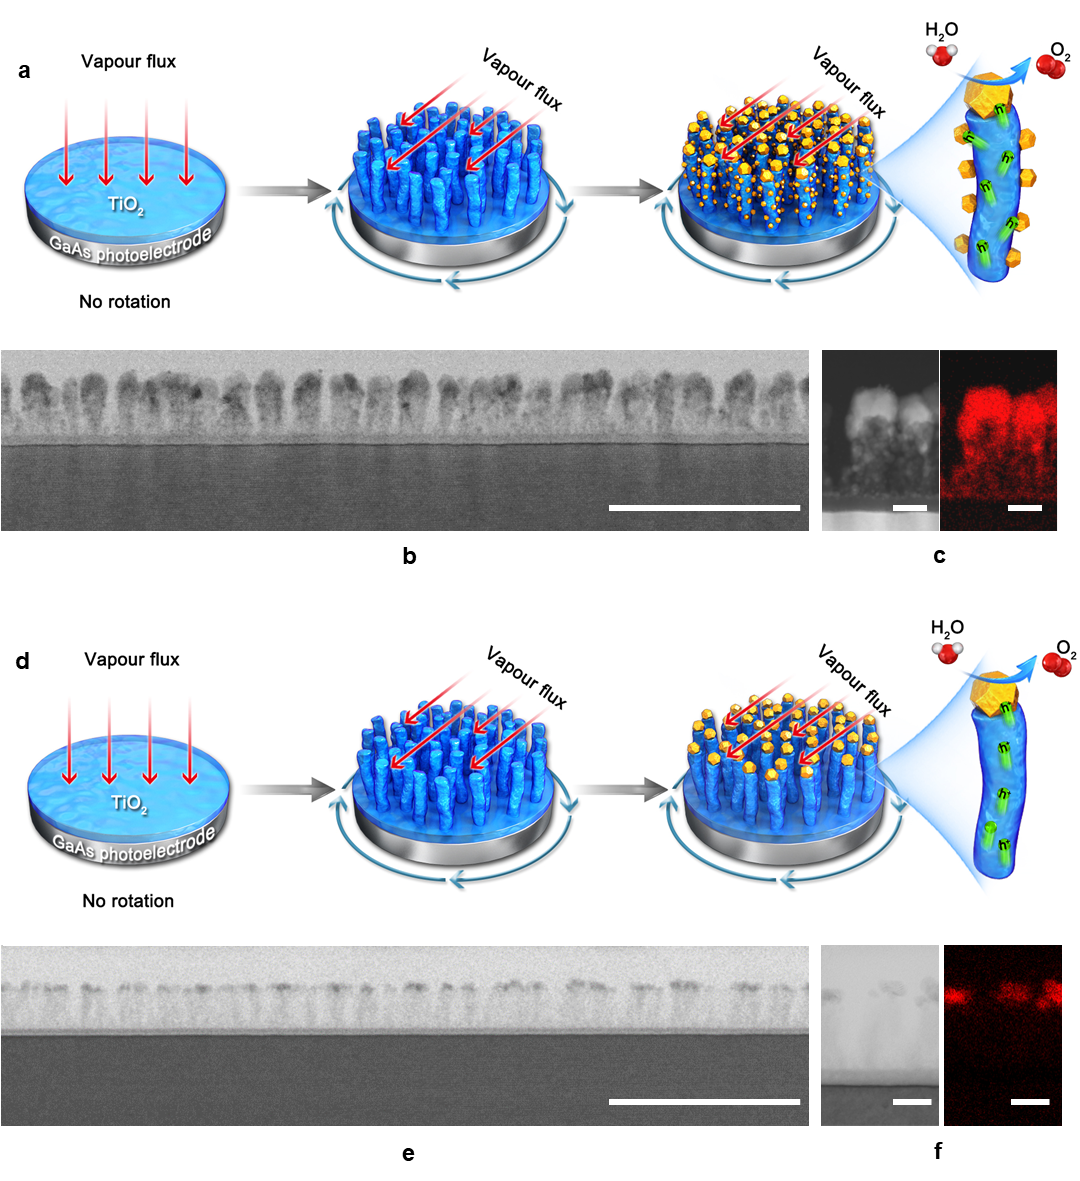 a
Vapour flux
TiO2
GaAs photoelectrode
No rotation
Vapour flux
Vapour flux
H2O
O2
h+
h+
h+
h+
h+
h+
b
c
d
Vapour flux
TiO2
GaAs photoelectrode
No rotation
Vapour flux
Vapour flux
H2O
O2
h+
h+
h+
h+
e
f